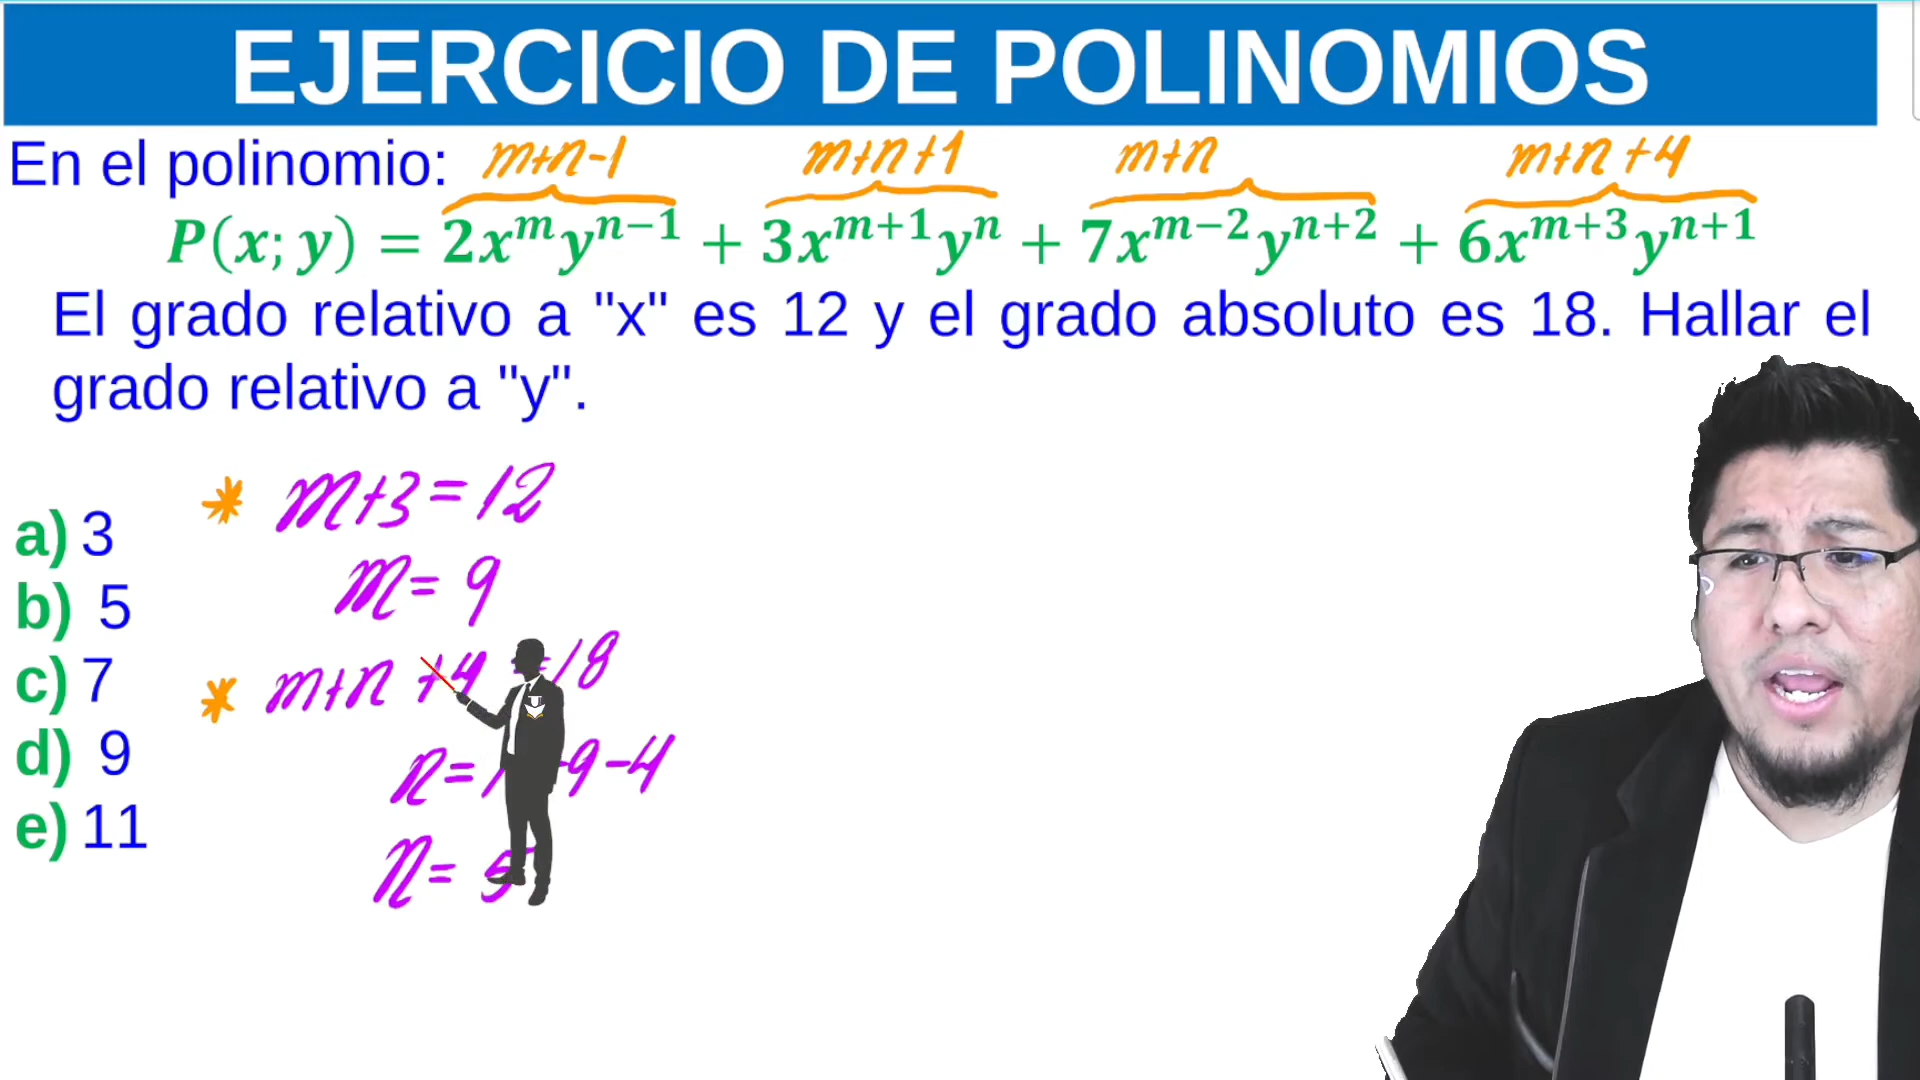 EJERCICIO DE POLINOMIOS
En el polinomio:
m+n-1 m+n+1 m+n m+n+4
P(x; y) = 2x^m y^{n−1} + 3x^{m+1} y^n + 7x^{m−2} y^{n+2} + 6x^{m+3} y^{n+1}
El grado relativo a "x" es 12 y el grado absoluto es 18. Hallar el
grado relativo a "y".
* m+3=12
m= 9
* m+n+4 =18
n= -9-4
n= 5
a) 3
b) 5
c) 7
d) 9
e) 11